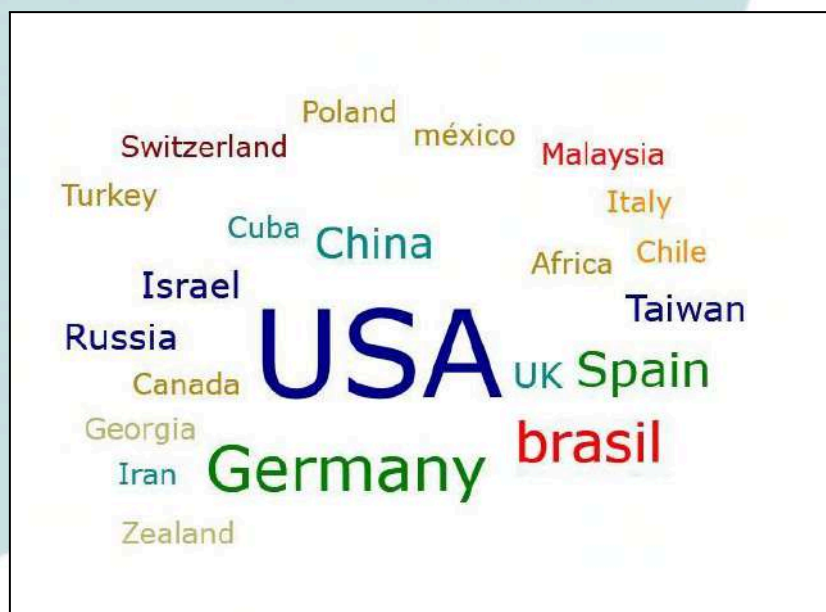 Poland
méxico
Switzerland
Malaysia
Turkey
Italy
Cuba
China
Africa
Chile
Israel
Taiwan
Russia
USA
UK
Spain
Canada
Georgia
brasil
Iran
Germany
Zealand